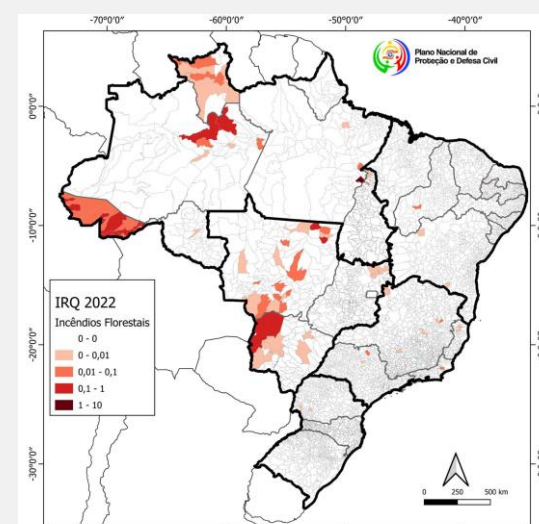 -70°0'0"
-60°0'0"
-50°0'0"
-40°0'0"
Plano Nacional de
Proteção e Defesa Civil
0°0'0"
-10°0'0"
-20°0'0"
-30°0'0"
IRQ 2022
Incêndios Florestais
0 - 0
0 - 0,01
0,01 - 0,1
0,1 - 1
1 - 10
0 250 500 km